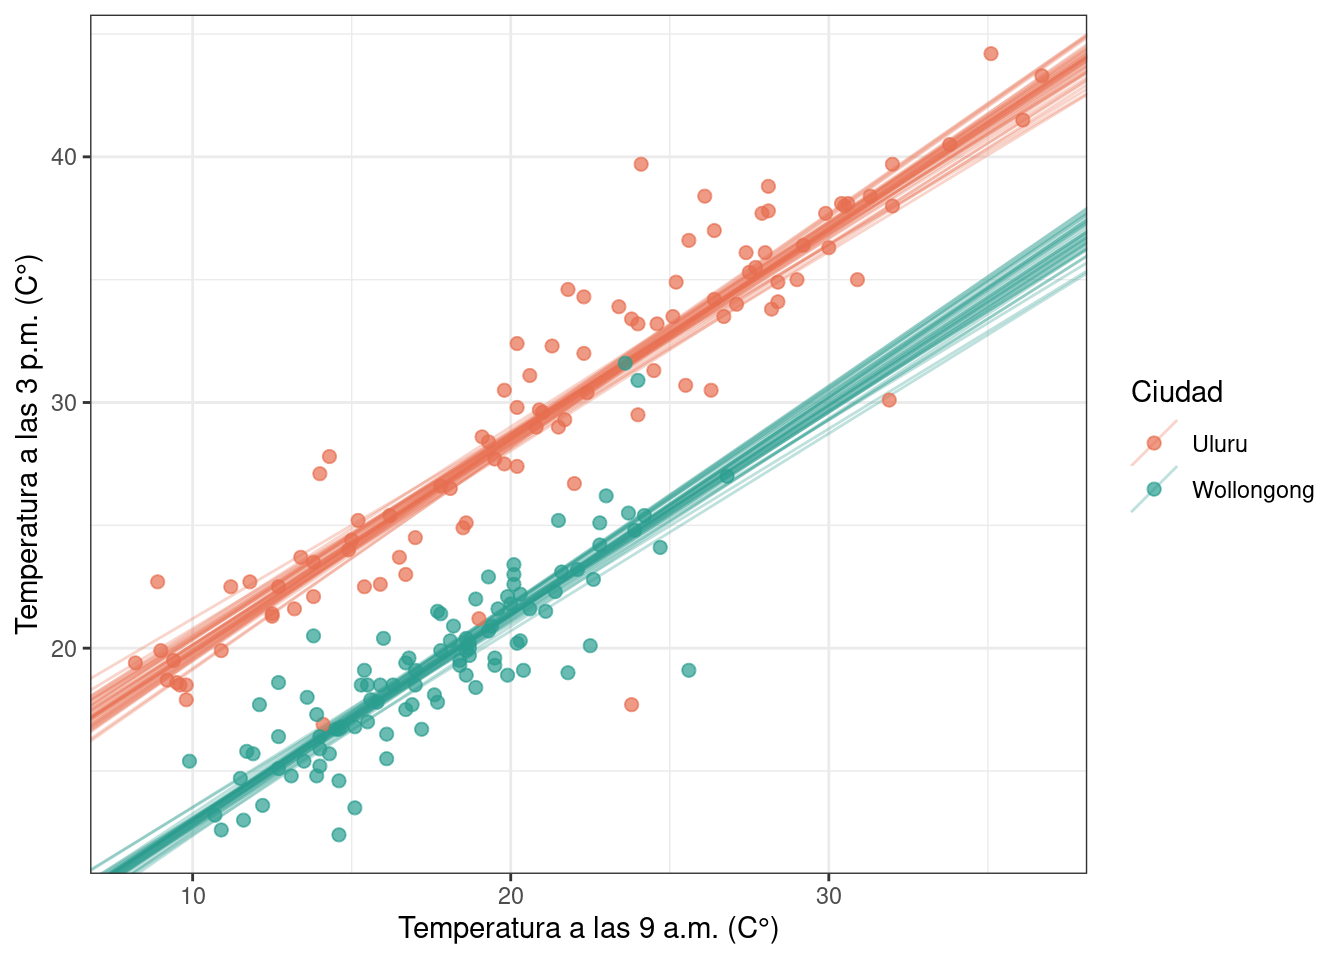 Temperatura a las 3 p.m. (C°)
40
30
20
10
20
30
Temperatura a las 9 a.m. (C°)
Ciudad
Uluru
Wollongong